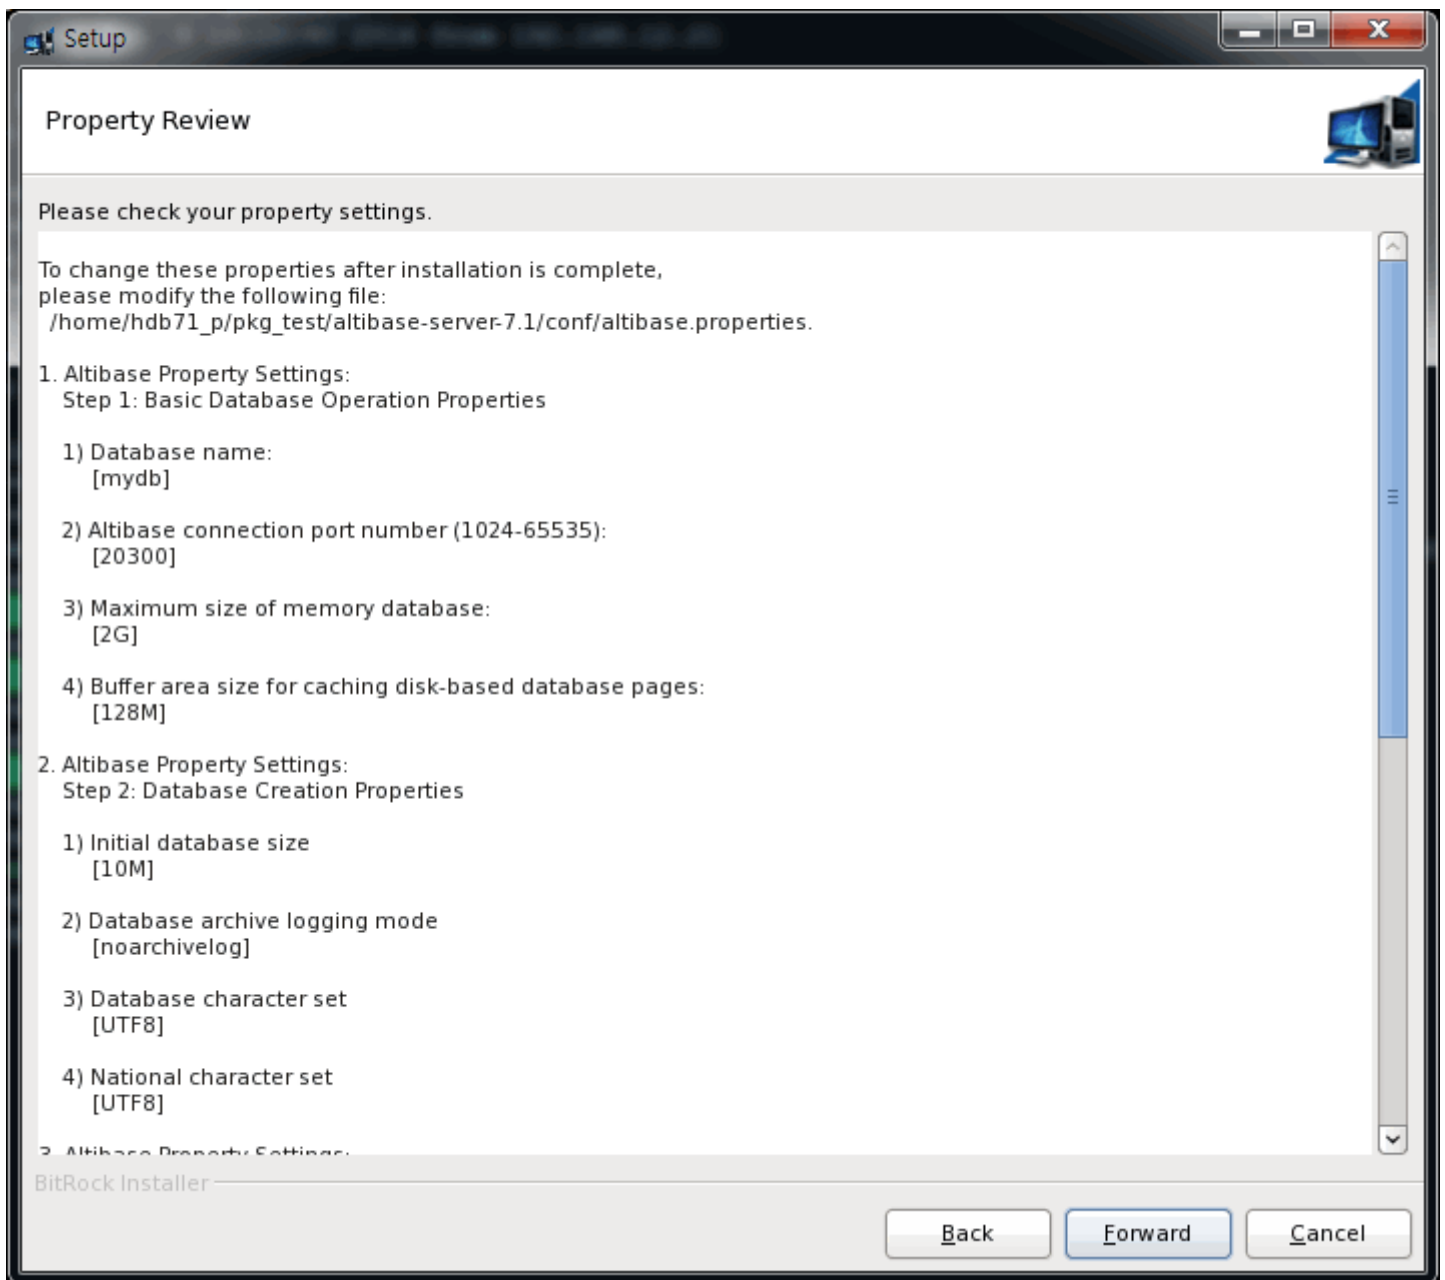 Setup
Property Review
Please check your property settings.
To change these properties after installation is complete,
please modify the following file:
/home/hdb71_p/pkg_test/altibase-server-7.1/conf/altibase.properties.
1. Altibase Property Settings:
Step 1: Basic Database Operation Properties
1) Database name:
[mydb]
2) Altibase connection port number (1024-65535):
[20300]
3) Maximum size of memory database:
[2G]
4) Buffer area size for caching disk-based database pages:
[128M]
2. Altibase Property Settings:
Step 2: Database Creation Properties
1) Initial database size
[10M]
2) Database archive logging mode
[noarchivelog]
3) Database character set
[UTF8]
4) National character set
[UTF8]
3. Altibase Property Settings:
BitRock Installer
Back
Forward
Cancel